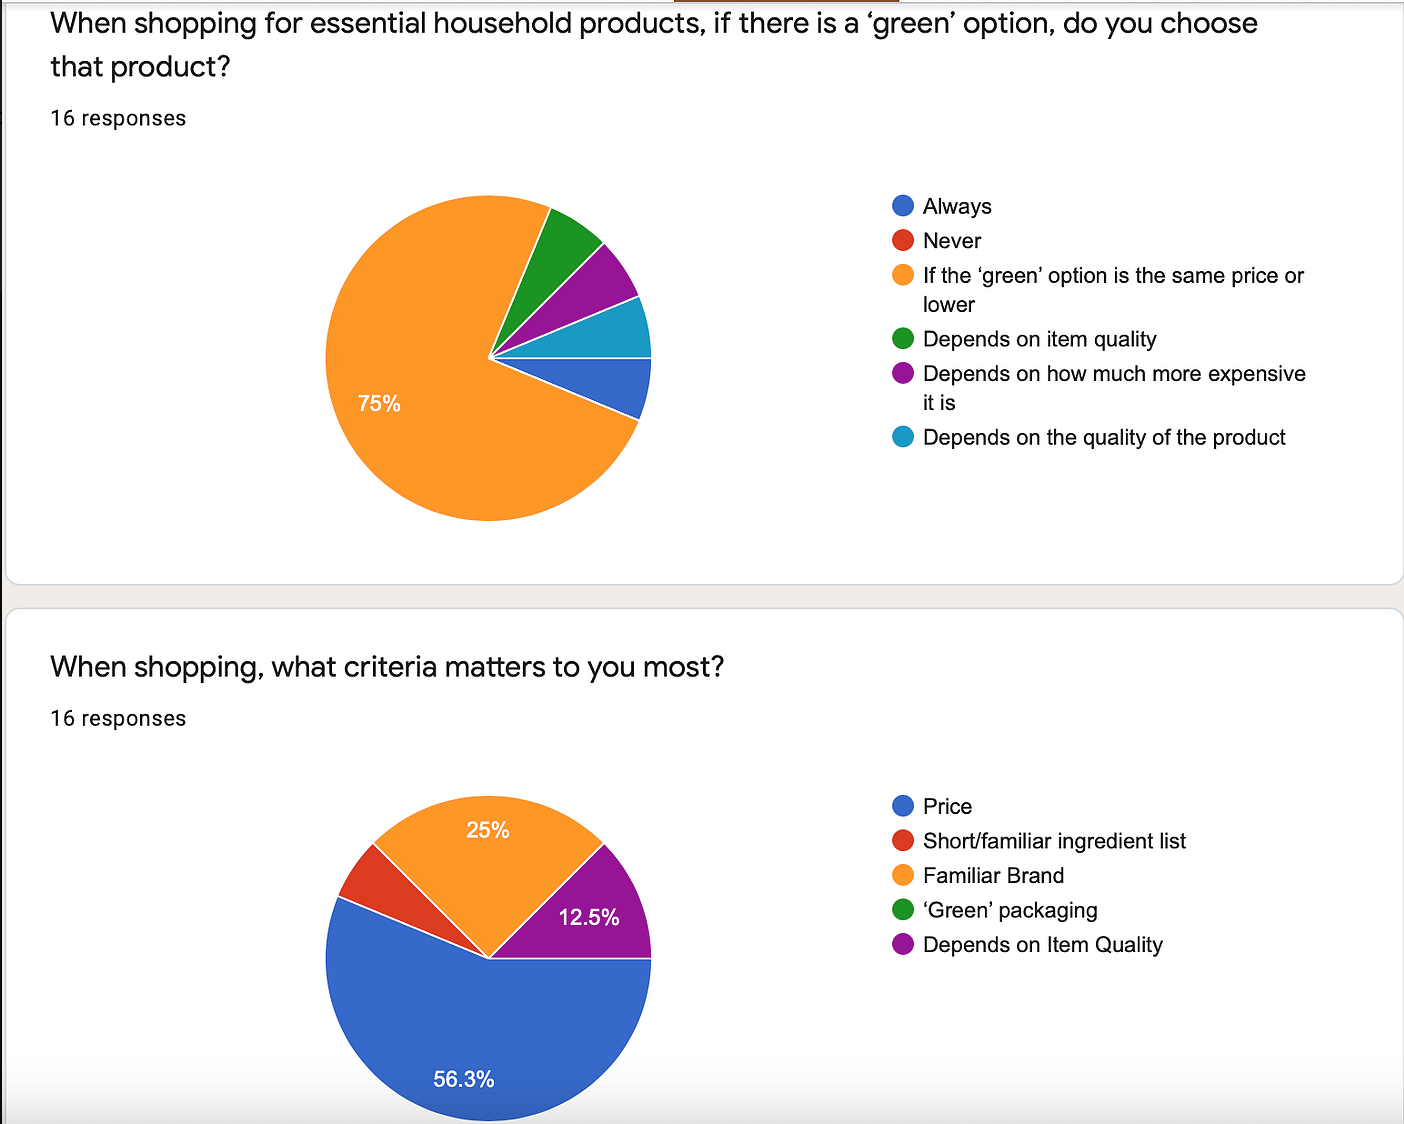 When shopping for essential household products, if there is a ‘green’ option, do you choose
that product?
16 responses
75%
Always
Never
If the ‘green’ option is the same price or
lower
Depends on item quality
Depends on how much more expensive
it is
Depends on the quality of the product
When shopping, what criteria matters to you most?
16 responses
25%
12.5%
56.3%
Price
Short/familiar ingredient list
Familiar Brand
‘Green’ packaging
Depends on Item Quality